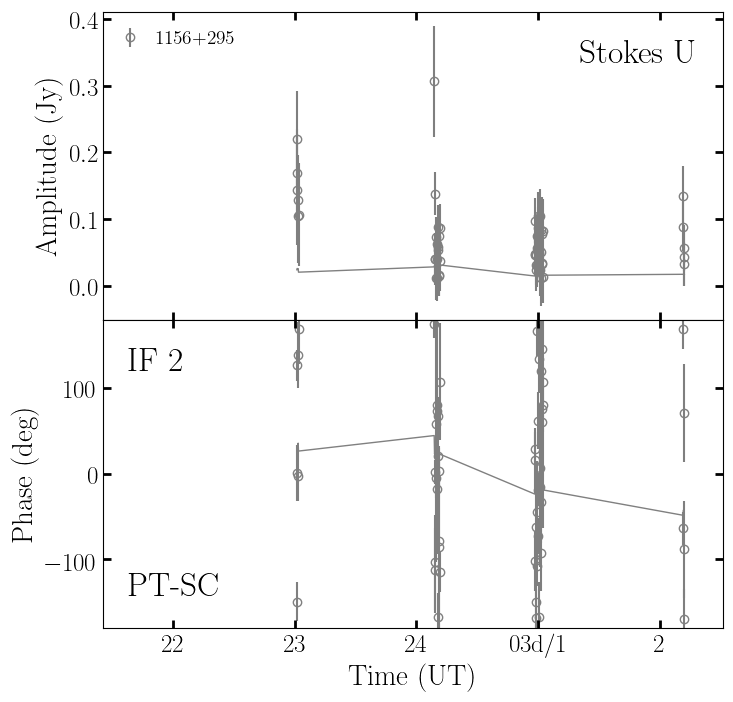 0.4
1156+295
Stokes U
0.3
0.2
0.1
0.0
Amplitude (Jy)
IF 2
100
0
−100
Phase (deg)
PT-SC
22 23 24 03d/1 2
Time (UT)